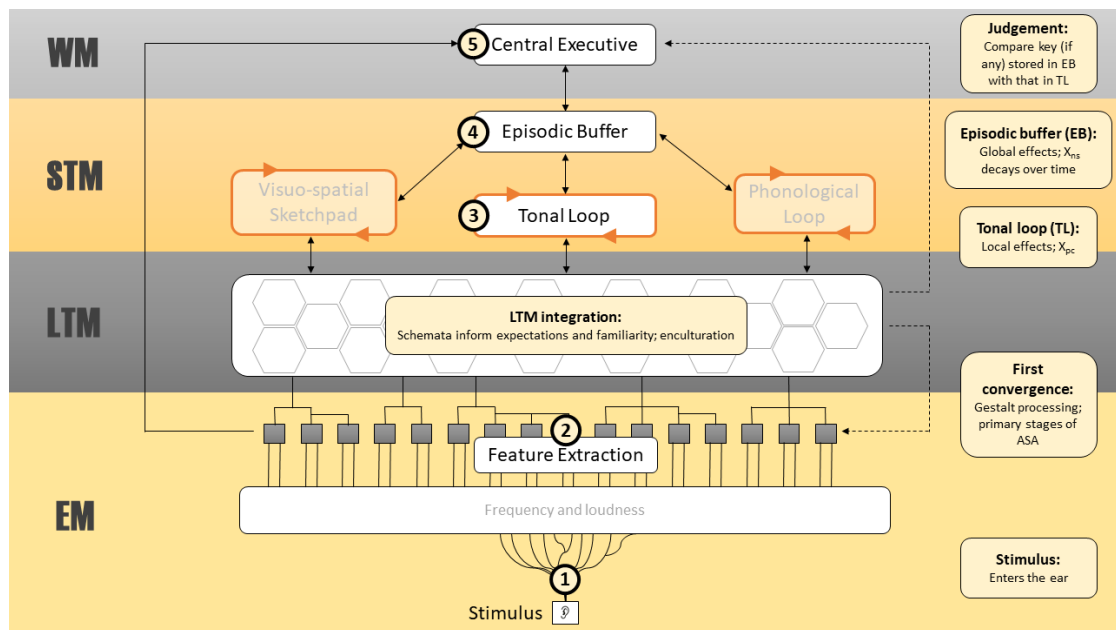 WM
5
Central Executive
Judgement:
Compare key (if
any) stored in EB
with that in TL
STM
4
Episodic Buffer
Episodic buffer (EB):
Global effects; Xns
decays over time
Visuo-spatial
Sketchpad
3
Tonal Loop
Phonological
Loop
Tonal loop (TL):
Local effects; Xpc
LTM
LTM integration:
Schemata inform expectations and familiarity; enculturation
First
convergence:
Gestalt processing;
primary stages of
ASA
EM
2
Feature Extraction
Frequency and loudness
1
Stimulus
Stimulus:
Enters the ear